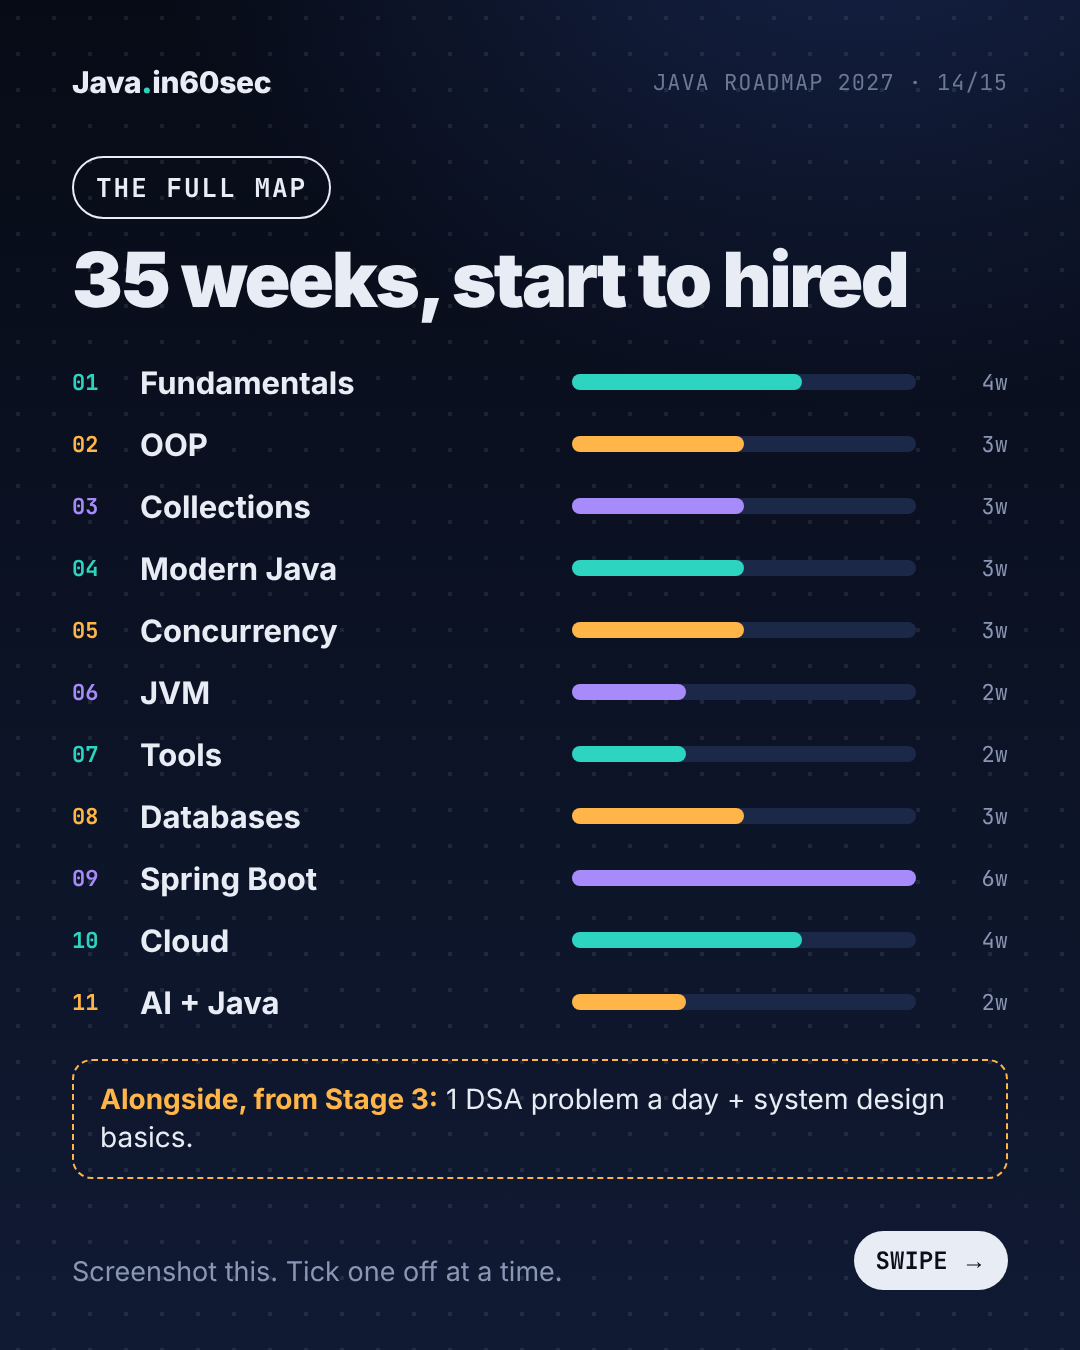 Java.in60sec
JAVA ROADMAP 2027 · 14/15
THE FULL MAP
35 weeks, start to hired
01 Fundamentals 4w
02 OOP 3w
03 Collections 3w
04 Modern Java 3w
05 Concurrency 3w
06 JVM 2w
07 Tools 2w
08 Databases 3w
09 Spring Boot 6w
10 Cloud 4w
11 AI + Java 2w
Alongside, from Stage 3: 1 DSA problem a day + system design
basics.
Screenshot this. Tick one off at a time.
SWIPE →